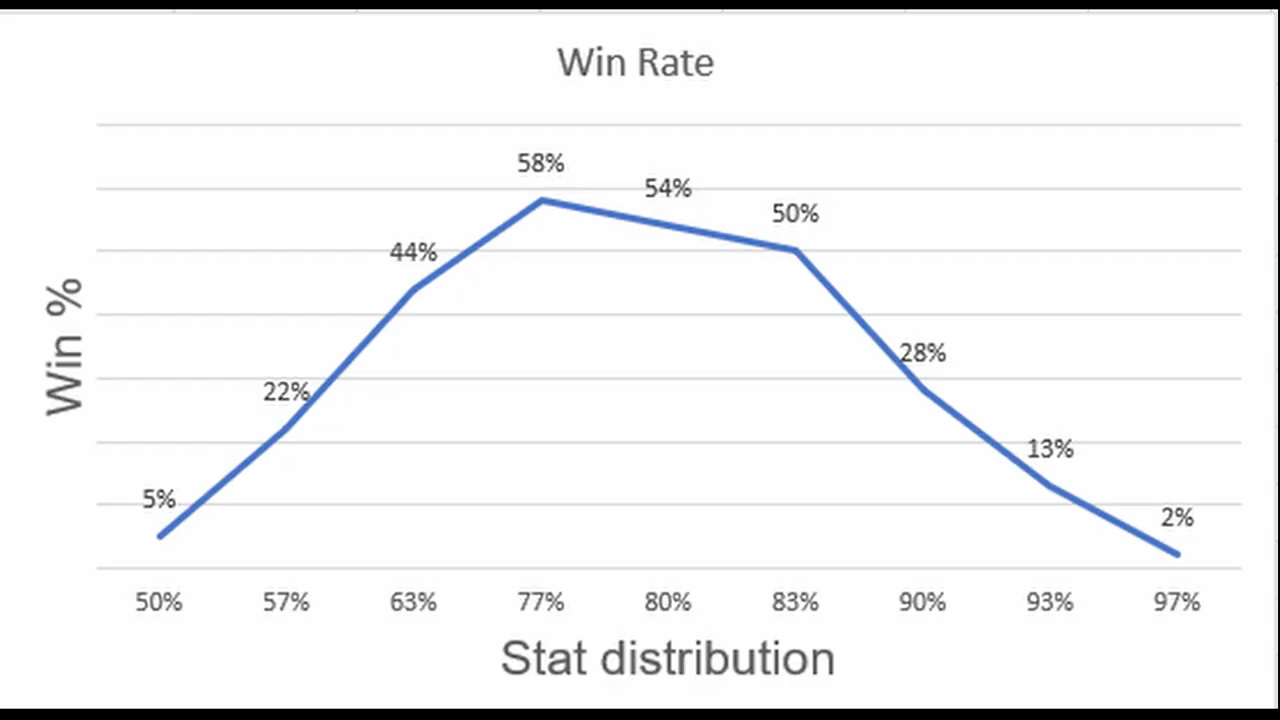 Win Rate
58%
54%
50%
44%
28%
22%
13%
5%
2%
Win %
50% 57% 63% 77% 80% 83% 90% 93% 97%
Stat distribution